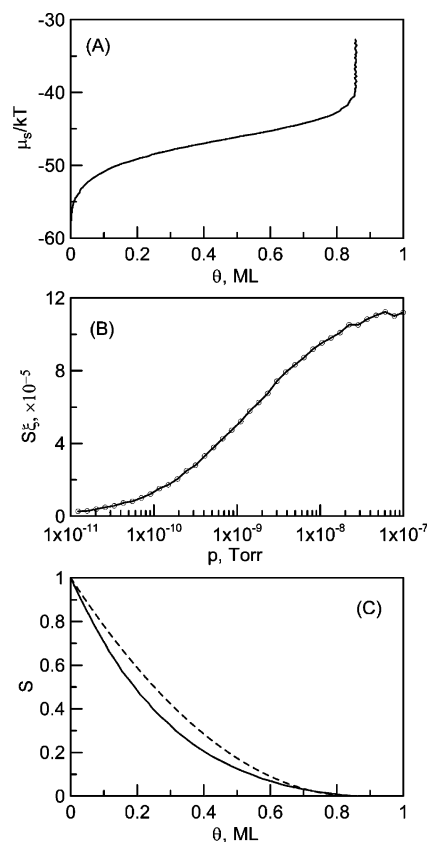 (A)
-30
-40
-50
-60
μs/kT
0 0.2 0.4 0.6 0.8 1
θ, ML
(B)
12
8
4
0
Sξ, ×10⁻⁵
1x10⁻¹¹ 1x10⁻¹⁰ 1x10⁻⁹ 1x10⁻⁸ 1x10⁻⁷
p, Torr
(C)
1
0.8
0.6
0.4
0.2
0
S
0 0.2 0.4 0.6 0.8 1
θ, ML